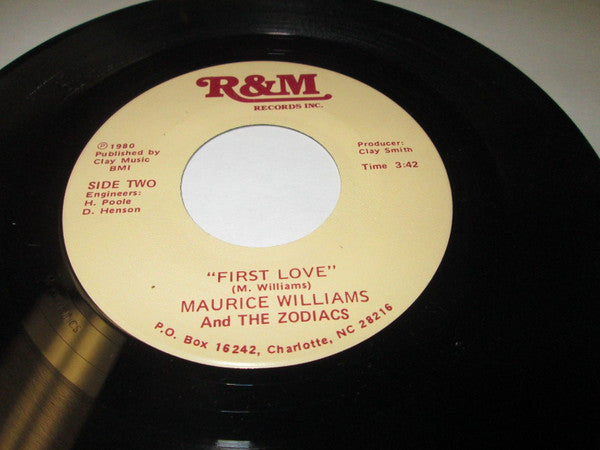 R&M
RECORDS INC.
℗ 1980
Published by
Clay Music
BMI
SIDE TWO
Engineers:
H. Poole
D. Henson
Producer:
Clay Smith
Time 3:42
"FIRST LOVE"
(M. Williams)
MAURICE WILLIAMS
And THE ZODIACS
P.O. Box 16242, Charlotte, NC 28216